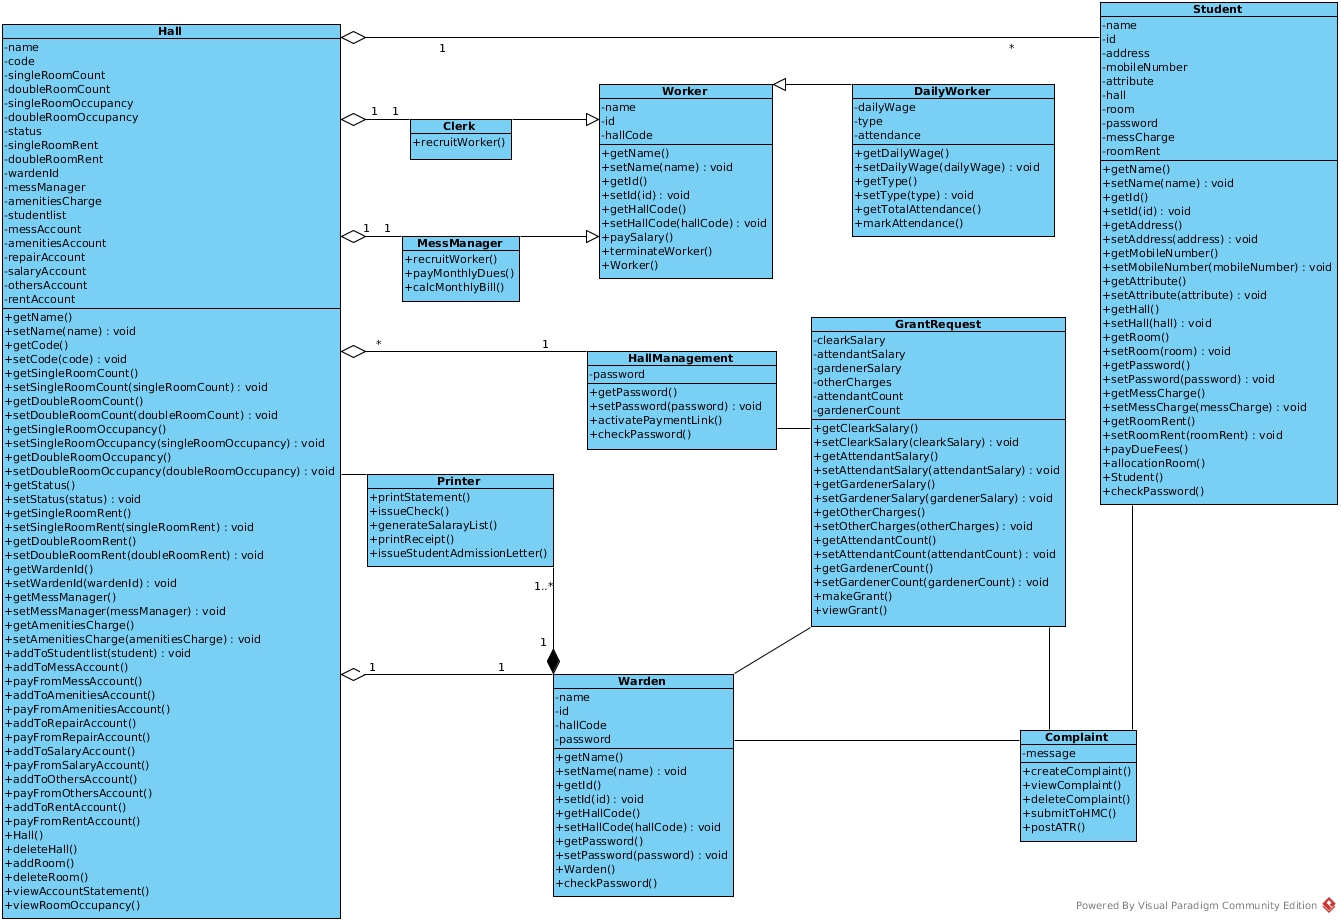 Hall
-name
-code
-singleRoomCount
-doubleRoomCount
-singleRoomOccupancy
-doubleRoomOccupancy
-status
-singleRoomRent
-doubleRoomRent
-wardenId
-messManager
-amenitiesCharge
-studentlist
-messAccount
-amenitiesAccount
-repairAccount
-salaryAccount
-othersAccount
-rentAccount
+getName()
+setName(name) : void
+getCode()
+setCode(code) : void
+getSingleRoomCount()
+setSingleRoomCount(singleRoomCount) : void
+getDoubleRoomCount()
+setDoubleRoomCount(doubleRoomCount) : void
+getSingleRoomOccupancy()
+setSingleRoomOccupancy(singleRoomOccupancy) : void
+getDoubleRoomOccupancy()
+setDoubleRoomOccupancy(doubleRoomOccupancy) : void
+getStatus()
+setStatus(status) : void
+getSingleRoomRent()
+setSingleRoomRent(singleRoomRent) : void
+getDoubleRoomRent()
+setDoubleRoomRent(doubleRoomRent) : void
+getWardenId()
+setWardenId(wardenId) : void
+getMessManager()
+setMessManager(messManager) : void
+getAmenitiesCharge()
+setAmenitiesCharge(amenitiesCharge) : void
+addToStudentlist(student) : void
+addToMessAccount()
+payFromMessAccount()
+addToAmenitiesAccount()
+payFromAmenitiesAccount()
+addToRepairAccount()
+payFromRepairAccount()
+addToSalaryAccount()
+payFromSalaryAccount()
+addToOthersAccount()
+payFromOthersAccount()
+addToRentAccount()
+payFromRentAccount()
+Hall()
+deleteHall()
+addRoom()
+deleteRoom()
+viewAccountStatement()
+viewRoomOccupancy()
1 *
1 1
Clerk
+recruitWorker()
1 1
MessManager
+recruitWorker()
+payMonthlyDues()
+calcMonthlyBill()
Worker
-name
-id
-hallCode
+getName()
+setName(name) : void
+getId()
+setId(id) : void
+getHallCode()
+setHallCode(hallCode) : void
+paySalary()
+terminateWorker()
+Worker()
DailyWorker
-dailyWage
-type
-attendance
+getDailyWage()
+setDailyWage(dailyWage) : void
+getType()
+setType(type) : void
+getTotalAttendance()
+markAttendance()
Student
-name
-id
-address
-mobileNumber
-attribute
-hall
-room
-password
-messCharge
-roomRent
+getName()
+setName(name) : void
+getId()
+setId(id) : void
+getAddress()
+setAddress(address) : void
+getMobileNumber()
+setMobileNumber(mobileNumber) : void
+getAttribute()
+setAttribute(attribute) : void
+getHall()
+setHall(hall) : void
+getRoom()
+setRoom(room) : void
+getPassword()
+setPassword(password) : void
+getMessCharge()
+setMessCharge(messCharge) : void
+getRoomRent()
+setRoomRent(roomRent) : void
+payDueFees()
+allocationRoom()
+Student()
+checkPassword()
* 1
HallManagement
-password
+getPassword()
+setPassword(password) : void
+activatePaymentLink()
+checkPassword()
GrantRequest
-clearkSalary
-attendantSalary
-gardenerSalary
-otherCharges
-attendantCount
-gardenerCount
+getClearkSalary()
+setClearkSalary(clearkSalary) : void
+getAttendantSalary()
+setAttendantSalary(attendantSalary) : void
+getGardenerSalary()
+setGardenerSalary(gardenerSalary) : void
+getOtherCharges()
+setOtherCharges(otherCharges) : void
+getAttendantCount()
+setAttendantCount(attendantCount) : void
+getGardenerCount()
+setGardenerCount(gardenerCount) : void
+makeGrant()
+viewGrant()
Printer
+printStatement()
+issueCheck()
+generateSalarayList()
+printReceipt()
+issueStudentAdmissionLetter()
1..*
1
1 1
Warden
-name
-id
-hallCode
-password
+getName()
+setName(name) : void
+getId()
+setId(id) : void
+getHallCode()
+setHallCode(hallCode) : void
+getPassword()
+setPassword(password) : void
+Warden()
+checkPassword()
Complaint
-message
+createComplaint()
+viewComplaint()
+deleteComplaint()
+submitToHMC()
+postATR()
Powered By Visual Paradigm Community Edition